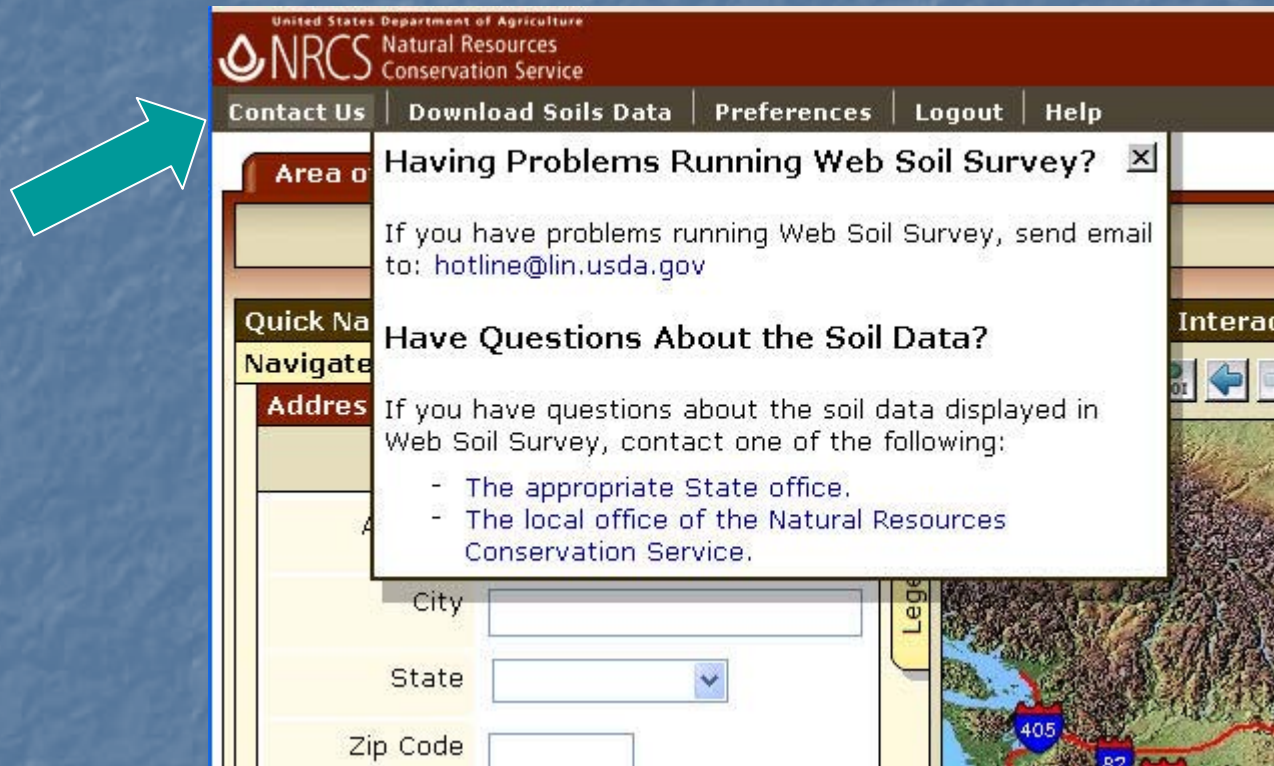 United States Department of Agriculture
NRCS Natural Resources
Conservation Service
Contact Us Download Soils Data Preferences Logout Help
Area o
Having Problems Running Web Soil Survey?
If you have problems running Web Soil Survey, send email
to: hotline@lin.usda.gov
Quick Na
Interac
Have Questions About the Soil Data?
Navigate
Addres
If you have questions about the soil data displayed in
Web Soil Survey, contact one of the following:
- The appropriate State office.
- The local office of the Natural Resources
Conservation Service.
A
City
Lege
State
Zip Code
405
82